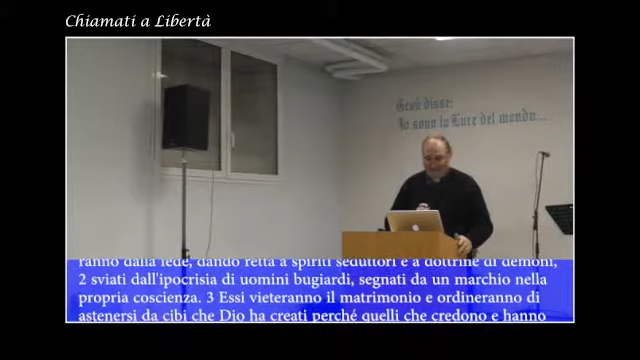 Chiamati a Libertà
Gesù disse:
Io sono la Luce del mondo...
ranno dalla fede, dando retta a spiriti seduttori e a dottrine di demoni,
2 sviati dall'ipocrisia di uomini bugiardi, segnati da un marchio nella
propria coscienza. 3 Essi vieteranno il matrimonio e ordineranno di
astenersi da cibi che Dio ha creati perché quelli che credono e hanno